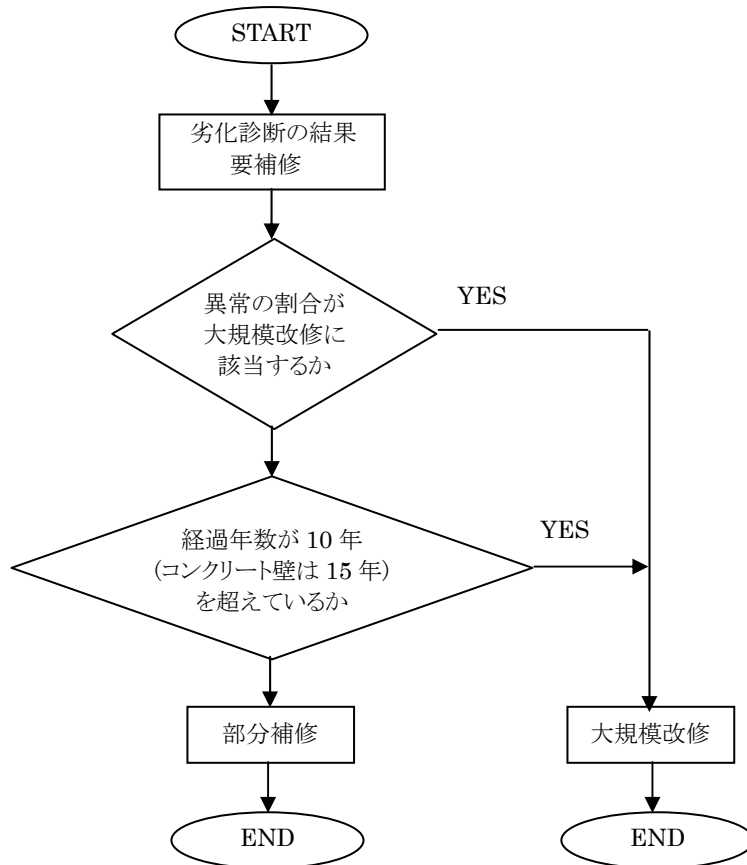 START
劣化診断の結果
要補修
異常の割合が
大規模改修に
該当するか
YES
経過年数が 10 年
(コンクリート壁は 15 年)
を超えているか
YES
部分補修
大規模改修
END
END